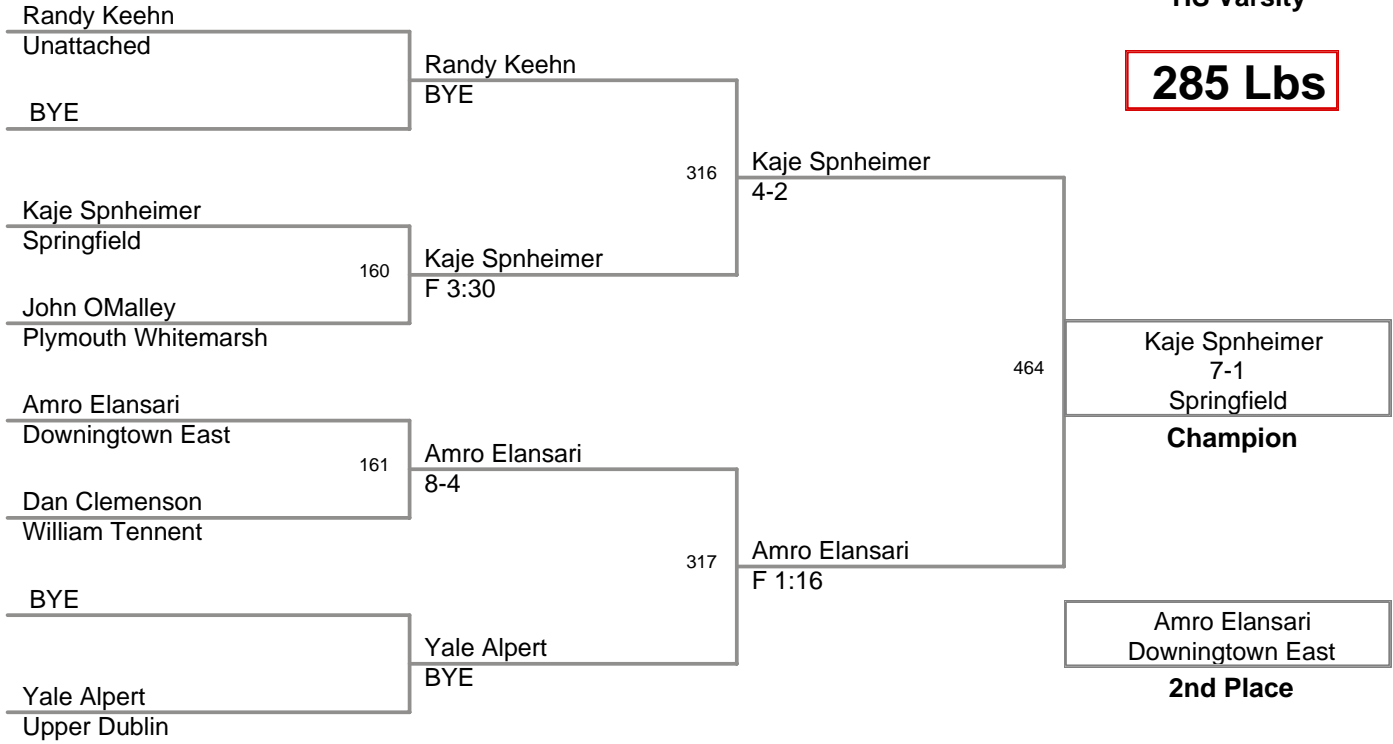 HS Varsity
285 Lbs
Randy Keehn
Unattached
BYE
Kaje Spnheimer
Springfield
160
John OMalley
Plymouth Whitemarsh
Amro Elansari
Downingtown East
161
Dan Clemenson
William Tennent
BYE
Yale Alpert
Upper Dublin
Randy Keehn
BYE
316
Kaje Spnheimer
F 3:30
Amro Elansari
8-4
317
Yale Alpert
BYE
Kaje Spnheimer
4-2
464
Amro Elansari
F 1:16
Kaje Spnheimer
7-1
Springfield
Champion
Amro Elansari
Downingtown East
2nd Place